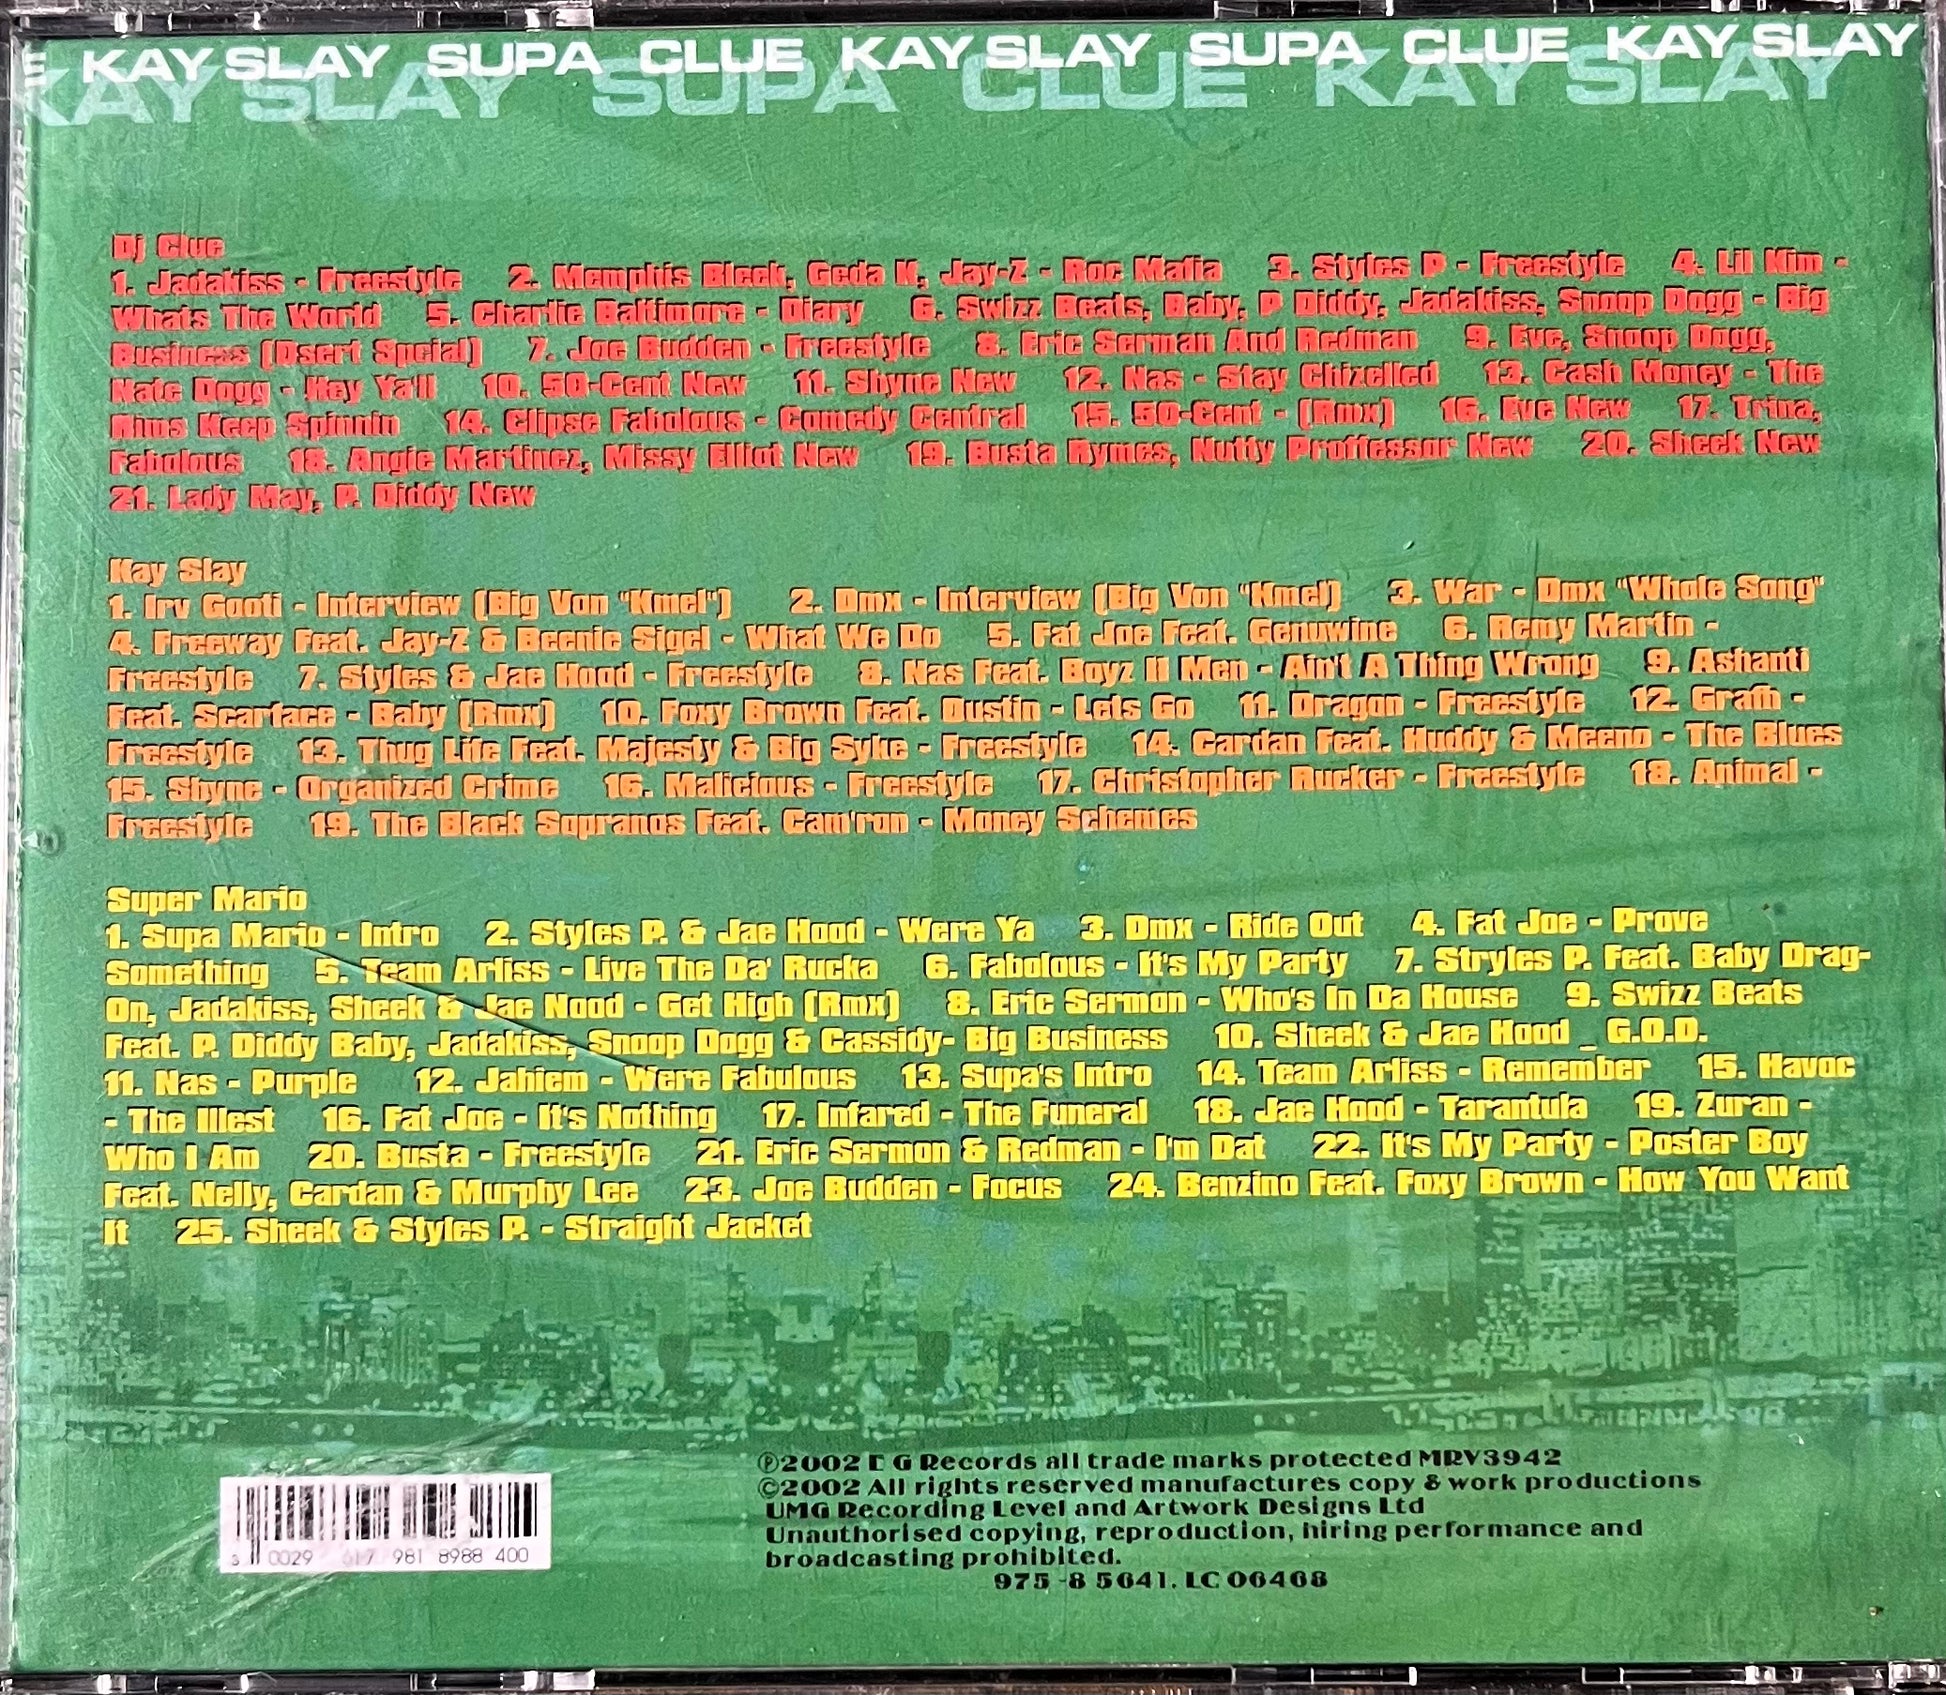 E KAY SLAY SUPA CLUE KAY SLAY SUPA CLUE KAY SLAY
KAY SLAY SUPA CLUE KAY SLAY
Dj Clue
1. Jadakiss - Freestyle 2. Memphis Bleek, Geda K, Jay-Z - Roc Mafia 3. Styles P - Freestyle 4. Lil Kim -
Whats The World 5. Charlie Baltimore - Diary 6. Swizz Beats, Baby, P Diddy, Jadakiss, Snoop Dogg - Big
Business (Dsert Speial) 7. Joe Budden - Freestyle 8. Eric Serman And Redman 9. Eve, Snoop Dogg,
Nate Dogg - Hey Ya'll 10. 50-Cent New 11. Shyne New 12. Nas - Stay Chizelled 13. Cash Money - The
Rims Keep Spinnin 14. Clipse Fabolous - Comedy Central 15. 50-Cent - (Rmx) 16. Eve New 17. Trina,
Fabolous 18. Angie Martinez, Missy Elliot New 19. Busta Rymes, Nutty Proffessor New 20. Sheek New
21. Lady May, P. Diddy New
Kay Slay
1. Irv Gooti - Interview (Big Von "Kmel") 2. Dmx - Interview (Big Von "Kmel) 3. War - Dmx "Whole Song"
4. Freeway Feat. Jay-Z & Beenie Sigel - What We Do 5. Fat Joe Feat. Genuwine 6. Remy Martin -
Freestyle 7. Styles & Jae Hood - Freestyle 8. Nas Feat. Boyz II Men - Ain't A Thing Wrong 9. Ashanti
Feat. Scarface - Baby (Rmx) 10. Foxy Brown Feat. Dustin - Lets Go 11. Dragon - Freestyle 12. Grafh -
Freestyle 13. Thug Life Feat. Majesty & Big Syke - Freestyle 14. Cardan Feat. Huddy & Meeno - The Blues
15. Shyne - Organized Crime 16. Malicious - Freestyle 17. Christopher Rucker - Freestyle 18. Animal -
Freestyle 19. The Black Sopranos Feat. Cam'ron - Money Schemes
Super Mario
1. Supa Mario - Intro 2. Styles P. & Jae Hood - Were Ya 3. Dmx - Ride Out 4. Fat Joe - Prove
Something 5. Team Arliss - Live The Da' Rucka 6. Fabolous - It's My Party 7. Stryles P. Feat. Baby Drag-
On, Jadakiss, Sheek & Jae Nood - Get High (Rmx) 8. Eric Sermon - Who's In Da House 9. Swizz Beats
Feat. P. Diddy Baby, Jadakiss, Snoop Dogg & Cassidy- Big Business 10. Sheek & Jae Hood _ G.O.D.
11. Nas - Purple 12. Jahiem - Were Fabulous 13. Supa's Intro 14. Team Arliss - Remember 15. Havoc
- The Illest 16. Fat Joe - It's Nothing 17. Infared - The Funeral 18. Jae Hood - Tarantula 19. Zuran -
Who I Am 20. Busta - Freestyle 21. Eric Sermon & Redman - I'm Dat 22. It's My Party - Poster Boy
Feat. Nelly, Cardan & Murphy Lee 23. Joe Budden - Focus 24. Benzino Feat. Foxy Brown - How You Want
It 25. Sheek & Styles P. - Straight Jacket
℗2002 E G Records all trade marks protected MRV3942
©2002 All rights reserved manufactures copy & work productions
UMG Recording Level and Artwork Designs Ltd
Unauthorised copying, reproduction, hiring performance and
broadcasting prohibited.
975 -8 5641. LC 06468
3 0029 617 981 8988 400